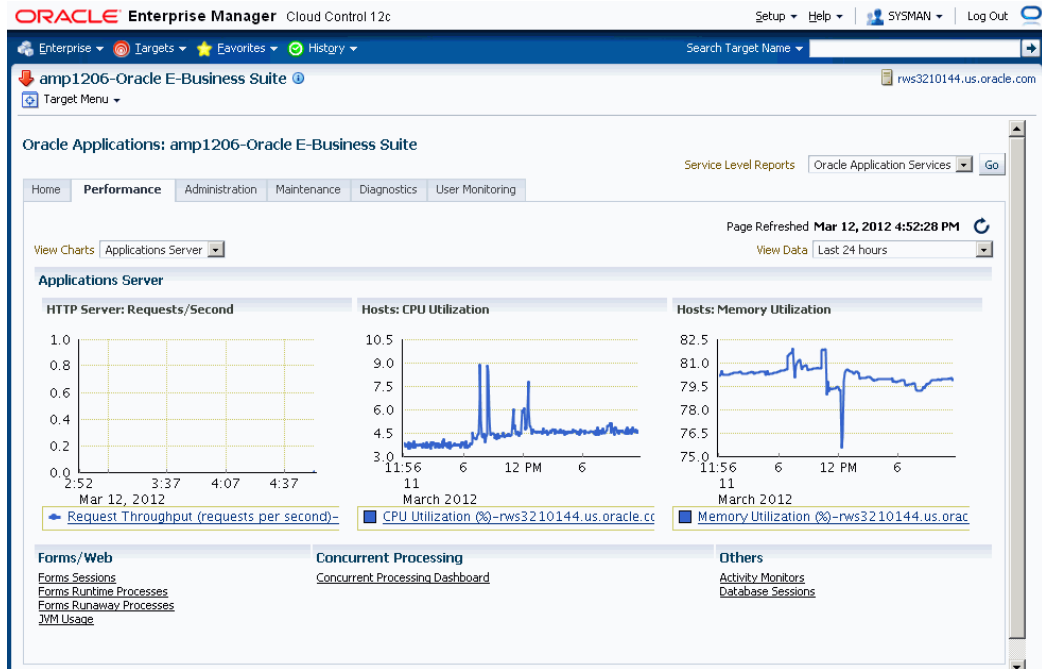 ORACLE Enterprise Manager Cloud Control 12c
Setup Help SYSMAN Log Out
Enterprise Targets Favorites History Search Target Name
amp1206-Oracle E-Business Suite rws3210144.us.oracle.com
Target Menu
Oracle Applications: amp1206-Oracle E-Business Suite
Service Level Reports Oracle Application Services Go
Home Performance Administration Maintenance Diagnostics User Monitoring
Page Refreshed Mar 12, 2012 4:52:28 PM
View Charts Applications Server View Data Last 24 hours
Applications Server
HTTP Server: Requests/Second
1.0
0.8
0.6
0.4
0.2
0.0
2:52 3:37 4:07 4:37
Mar 12, 2012
Request Throughput (requests per second)-
Hosts: CPU Utilization
10.5
9.0
7.5
6.0
4.5
3.0
11:56 6 12 PM 6
11
March 2012
CPU Utilization (%)-rws3210144.us.oracle.cc
Hosts: Memory Utilization
82.5
81.0
79.5
78.0
76.5
75.0
11:56 6 12 PM 6
11
March 2012
Memory Utilization (%)-rws3210144.us.orac
Forms/Web
Forms Sessions
Forms Runtime Processes
Forms Runaway Processes
JVM Usage
Concurrent Processing
Concurrent Processing Dashboard
Others
Activity Monitors
Database Sessions